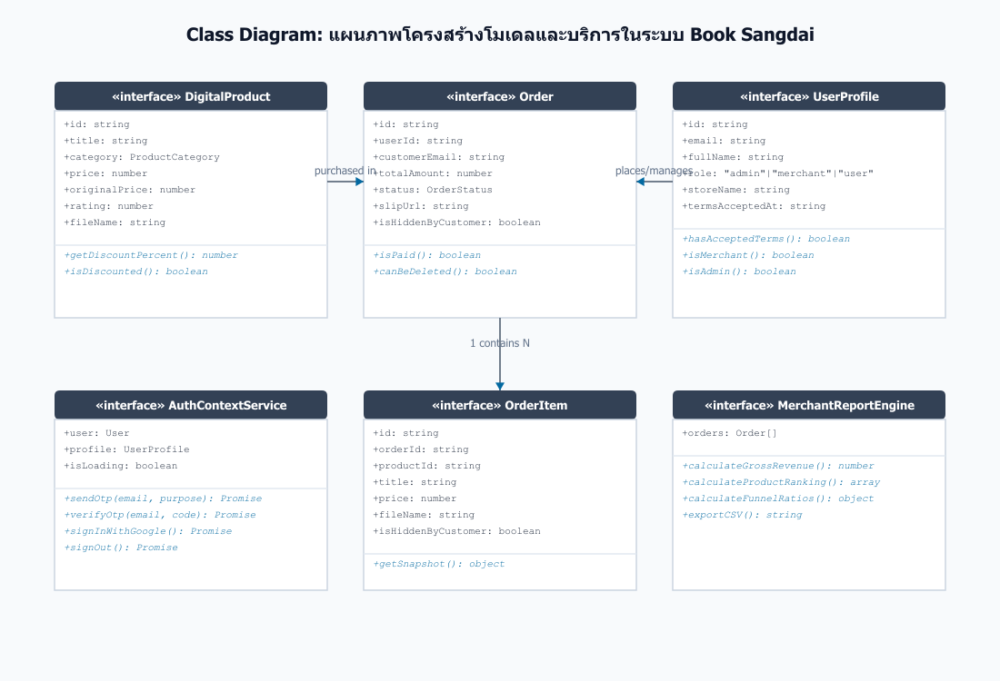 Class Diagram: แผนภาพโครงสร้างโมเดลและบริการในระบบ Book Sangdai
«interface» DigitalProduct
+id: string
+title: string
+category: ProductCategory
+price: number
+originalPrice: number
+rating: number
+fileName: string
+getDiscountPercent(): number
+isDiscounted(): boolean
purchased in
«interface» Order
+id: string
+userId: string
+customerEmail: string
+totalAmount: number
+status: OrderStatus
+slipUrl: string
+isHiddenByCustomer: boolean
+isPaid(): boolean
+canBeDeleted(): boolean
places/manages
«interface» UserProfile
+id: string
+email: string
+fullName: string
+role: "admin"|"merchant"|"user"
+storeName: string
+termsAcceptedAt: string
+hasAcceptedTerms(): boolean
+isMerchant(): boolean
+isAdmin(): boolean
1 contains N
«interface» AuthContextService
+user: User
+profile: UserProfile
+isLoading: boolean
+sendOtp(email, purpose): Promise
+verifyOtp(email, code): Promise
+signInWithGoogle(): Promise
+signOut(): Promise
«interface» OrderItem
+id: string
+orderId: string
+productId: string
+title: string
+price: number
+fileName: string
+isHiddenByCustomer: boolean
+getSnapshot(): object
«interface» MerchantReportEngine
+orders: Order[]
+calculateGrossRevenue(): number
+calculateProductRanking(): array
+calculateFunnelRatios(): object
+exportCSV(): string